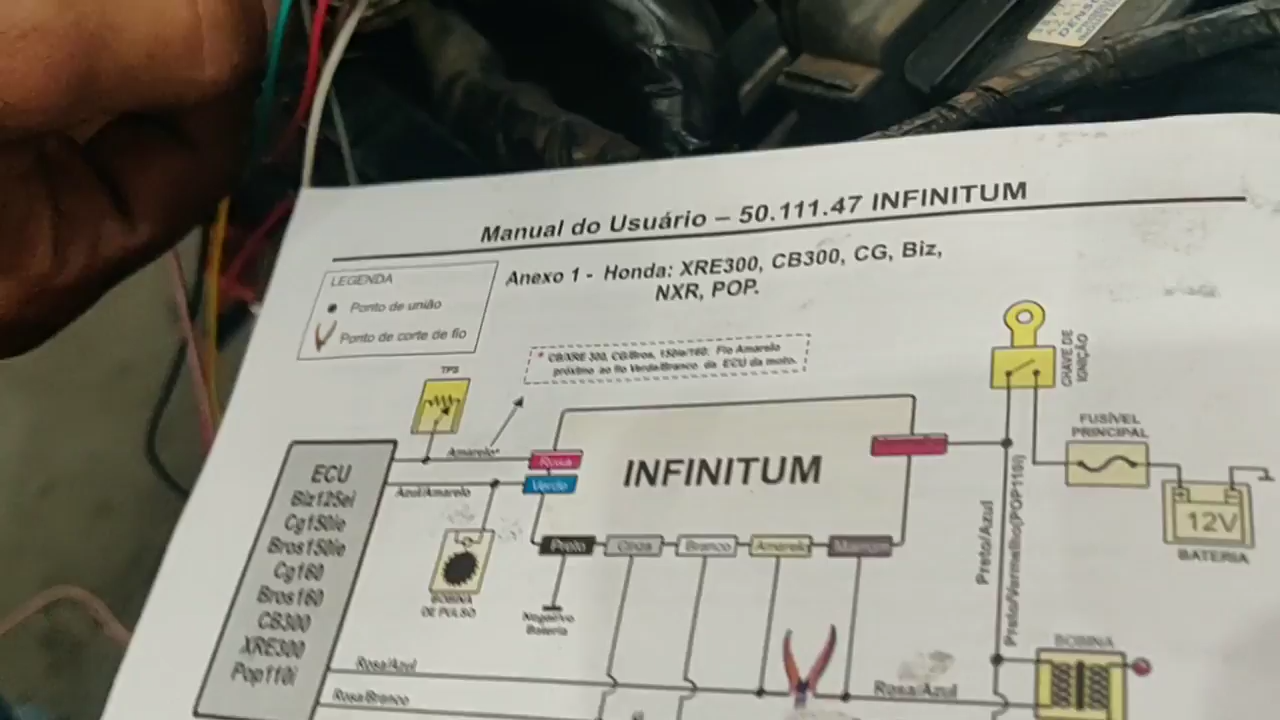 DENSO
Manual do Usuário – 50.111.47 INFINITUM
Anexo 1 - Honda: XRE300, CB300, CG, Biz,
NXR, POP.
LEGENDA
Ponto de união
Ponto de corte de fio
* CB/XRE 300, CG/Bros, 150ie/160: Fio Amarelo
próximo ao fio Verde/Branco da ECU da moto.
TPS
CHAVE DE
IGNIÇÃO
FUSÍVEL
PRINCIPAL
Amarelo*
Rosa
INFINITUM
ECU
Biz125ei
Cg150ie
Bros150ie
Cg160
Bros160
CB300
XRE300
Pop110i
Azul/Amarelo
Verde
12V
BATERIA
Preto
Cinza
Branco
Amarelo
Marrom
Preto/Azul
Preto/Vermelho(POP110i)
BOBINA
DE PULSO
Negativo
Bateria
BOBINA
Rosa/Azul
Rosa/Azul
Rosa/Branco